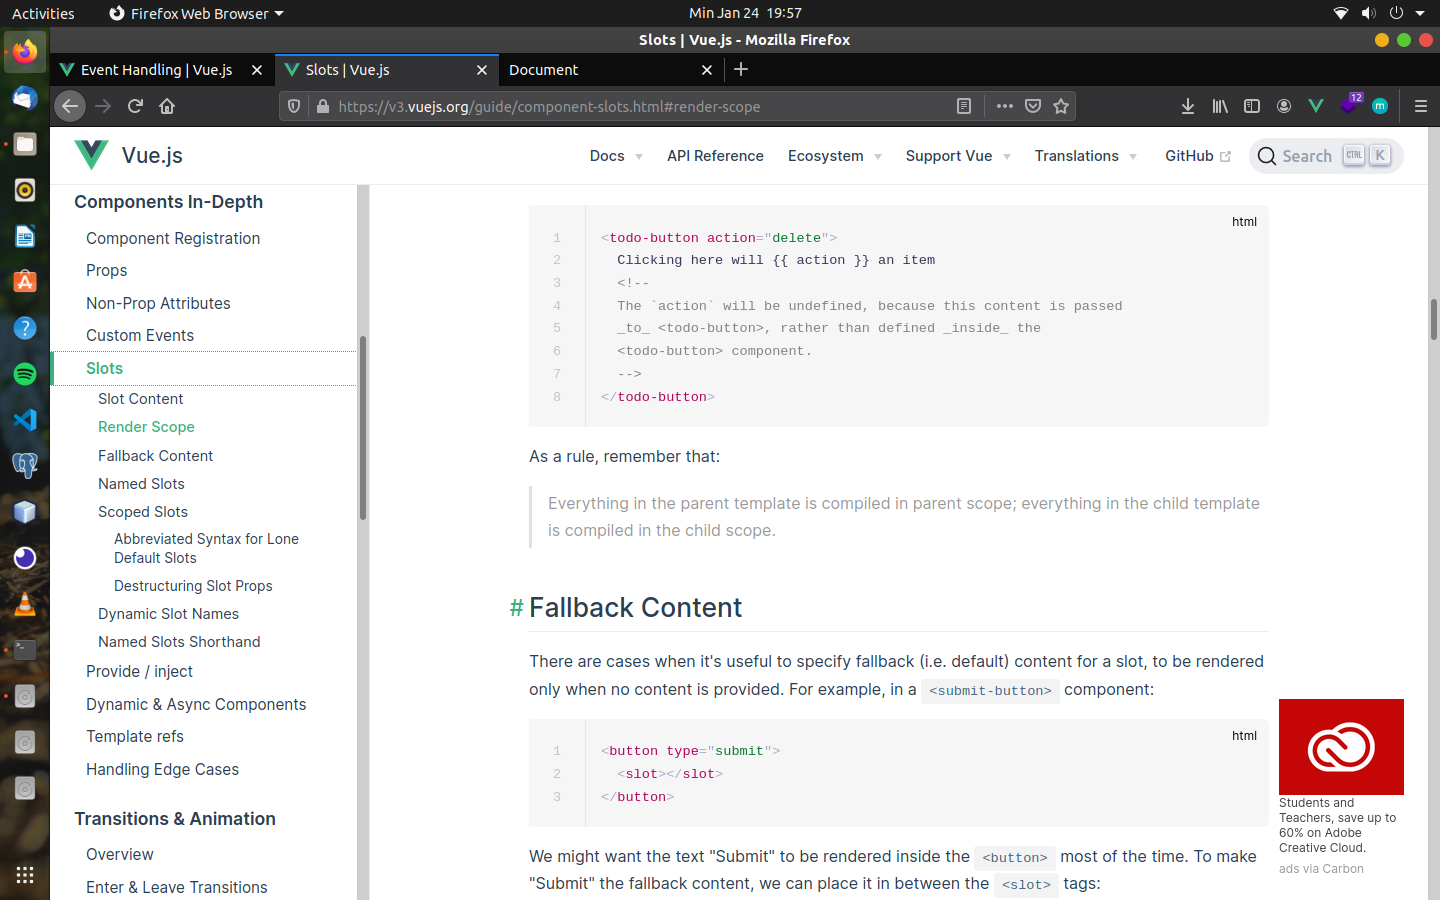 Activities
Firefox Web Browser
Min Jan 24 19:57
Slots | Vue.js - Mozilla Firefox
Event Handling | Vue.js
Slots | Vue.js
Document
https://v3.vuejs.org/guide/component-slots.html#render-scope
12
m
Vue.js
Docs
API Reference
Ecosystem
Support Vue
Translations
GitHub
Search
CTRL
K
Components In-Depth
Component Registration
Props
Non-Prop Attributes
Custom Events
Slots
Slot Content
Render Scope
Fallback Content
Named Slots
Scoped Slots
Abbreviated Syntax for Lone
Default Slots
Destructuring Slot Props
Dynamic Slot Names
Named Slots Shorthand
Provide / inject
Dynamic & Async Components
Template refs
Handling Edge Cases
Transitions & Animation
Overview
Enter & Leave Transitions
html
1 <todo-button action="delete">
2 Clicking here will {{ action }} an item
3 <!--
4 The `action` will be undefined, because this content is passed
5 _to_ <todo-button>, rather than defined _inside_ the
6 <todo-button> component.
7 -->
8 </todo-button>
As a rule, remember that:
Everything in the parent template is compiled in parent scope; everything in the child template
is compiled in the child scope.
# Fallback Content
There are cases when it's useful to specify fallback (i.e. default) content for a slot, to be rendered
only when no content is provided. For example, in a <submit-button> component:
html
1 <button type="submit">
2 <slot></slot>
3 </button>
We might want the text "Submit" to be rendered inside the <button> most of the time. To make
"Submit" the fallback content, we can place it in between the <slot> tags:
Students and
Teachers, save up to
60% on Adobe
Creative Cloud.
ads via Carbon